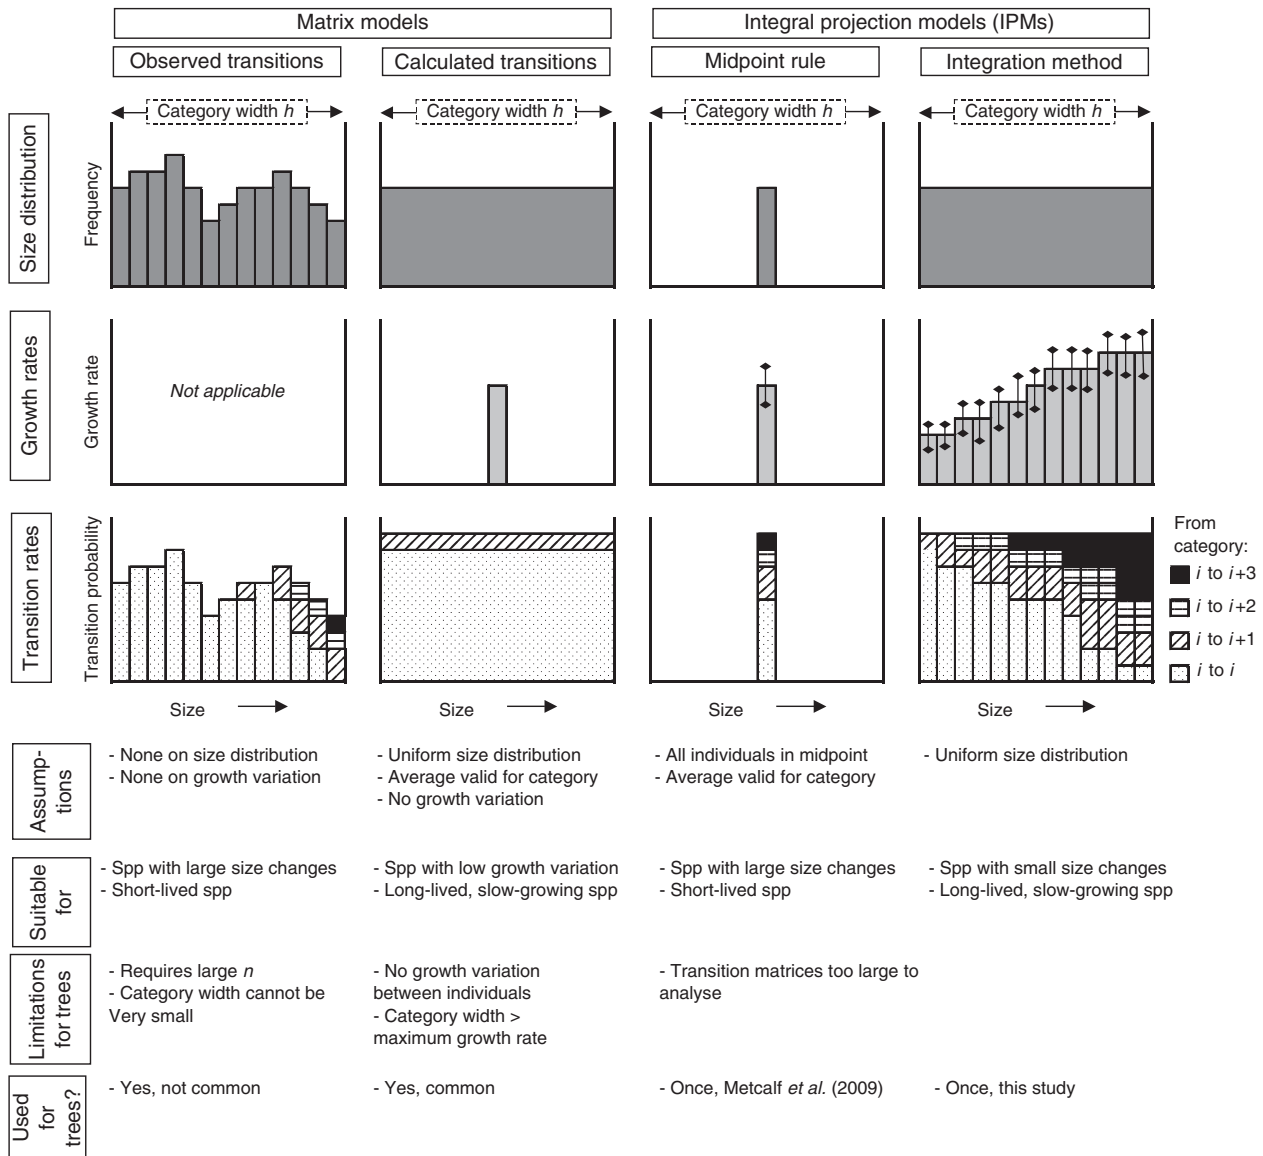 Matrix models
Integral projection models (IPMs)
Observed transitions
Calculated transitions
Midpoint rule
Integration method
Category width h
Category width h
Category width h
Category width h
Size distribution
Frequency
Growth rates
Growth rate
Not applicable
Transition rates
Transition probability
From
category:
i to i+3
i to i+2
i to i+1
i to i
Size
Size
Size
Size
Assump-
tions
- None on size distribution
- None on growth variation
- Uniform size distribution
- Average valid for category
- No growth variation
- All individuals in midpoint
- Average valid for category
- Uniform size distribution
Suitable
for
- Spp with large size changes
- Short-lived spp
- Spp with low growth variation
- Long-lived, slow-growing spp
- Spp with large size changes
- Short-lived spp
- Spp with small size changes
- Long-lived, slow-growing spp
Limitations
for trees
- Requires large n
- Category width cannot be
Very small
- No growth variation
between individuals
- Category width >
maximum growth rate
- Transition matrices too large to
analyse
Used
for
trees?
- Yes, not common
- Yes, common
- Once, Metcalf et al. (2009)
- Once, this study